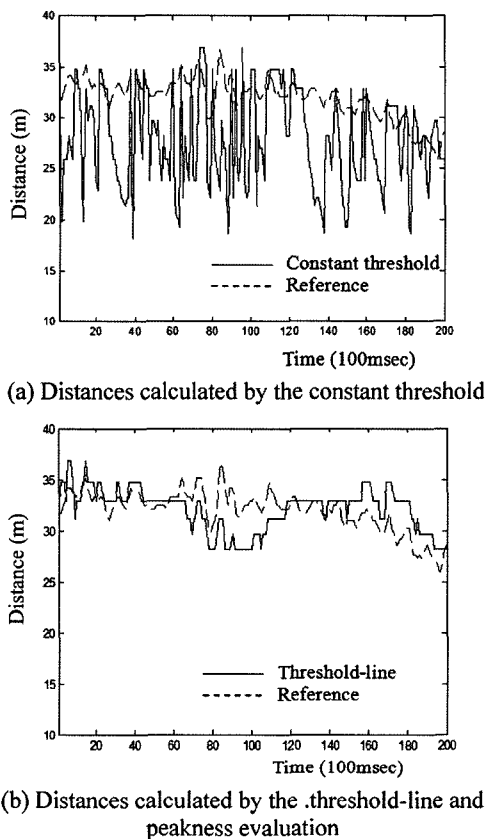 40
35
30
25
20
15
10
Distance (m)
Constant threshold
Reference
20 40 60 80 100 120 140 160 180 200
Time (100msec)
(a) Distances calculated by the constant threshold
40
35
30
25
20
15
10
Distance (m)
Threshold-line
Reference
20 40 60 80 100 120 140 160 180 200
Time (100msec)
(b) Distances calculated by the .threshold-line and
peakness evaluation